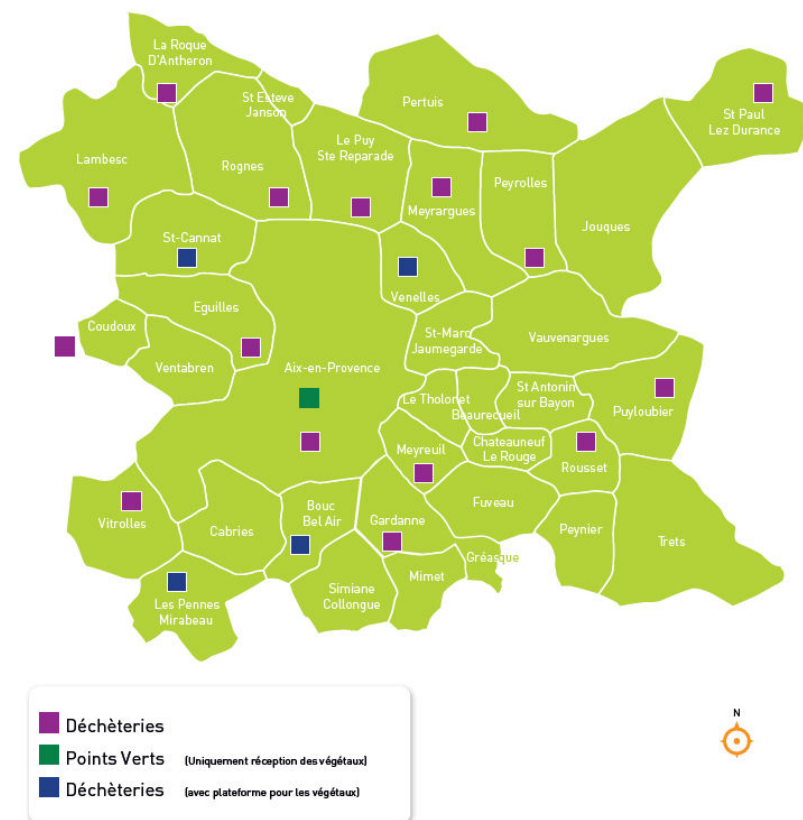 La Roque
D'Antheron
St Esteve
Janson
Pertuis
St Paul
Lez Durance
Lambesc
Rognes
Le Puy
Ste Reparade
Meyrargues
Peyrolles
Jouques
St-Cannat
Venelles
Eguilles
Coudoux
Ventabren
Aix-en-Provence
St-Marc
Jaumegarde
Vauvenargues
Le Tholonet
Beaurecueil
St Antonin
sur Bayon
Puyloubier
Meyreuil
Chateauneuf
Le Rouge
Rousset
Vitrolles
Cabries
Bouc
Bel Air
Gardanne
Fuveau
Peynier
Trets
Gréasque
Les Pennes
Mirabeau
Simiane
Collongue
Mimet
Déchèteries
Points Verts (Uniquement réception des végétaux)
Déchèteries (avec plateforme pour les végétaux)
N